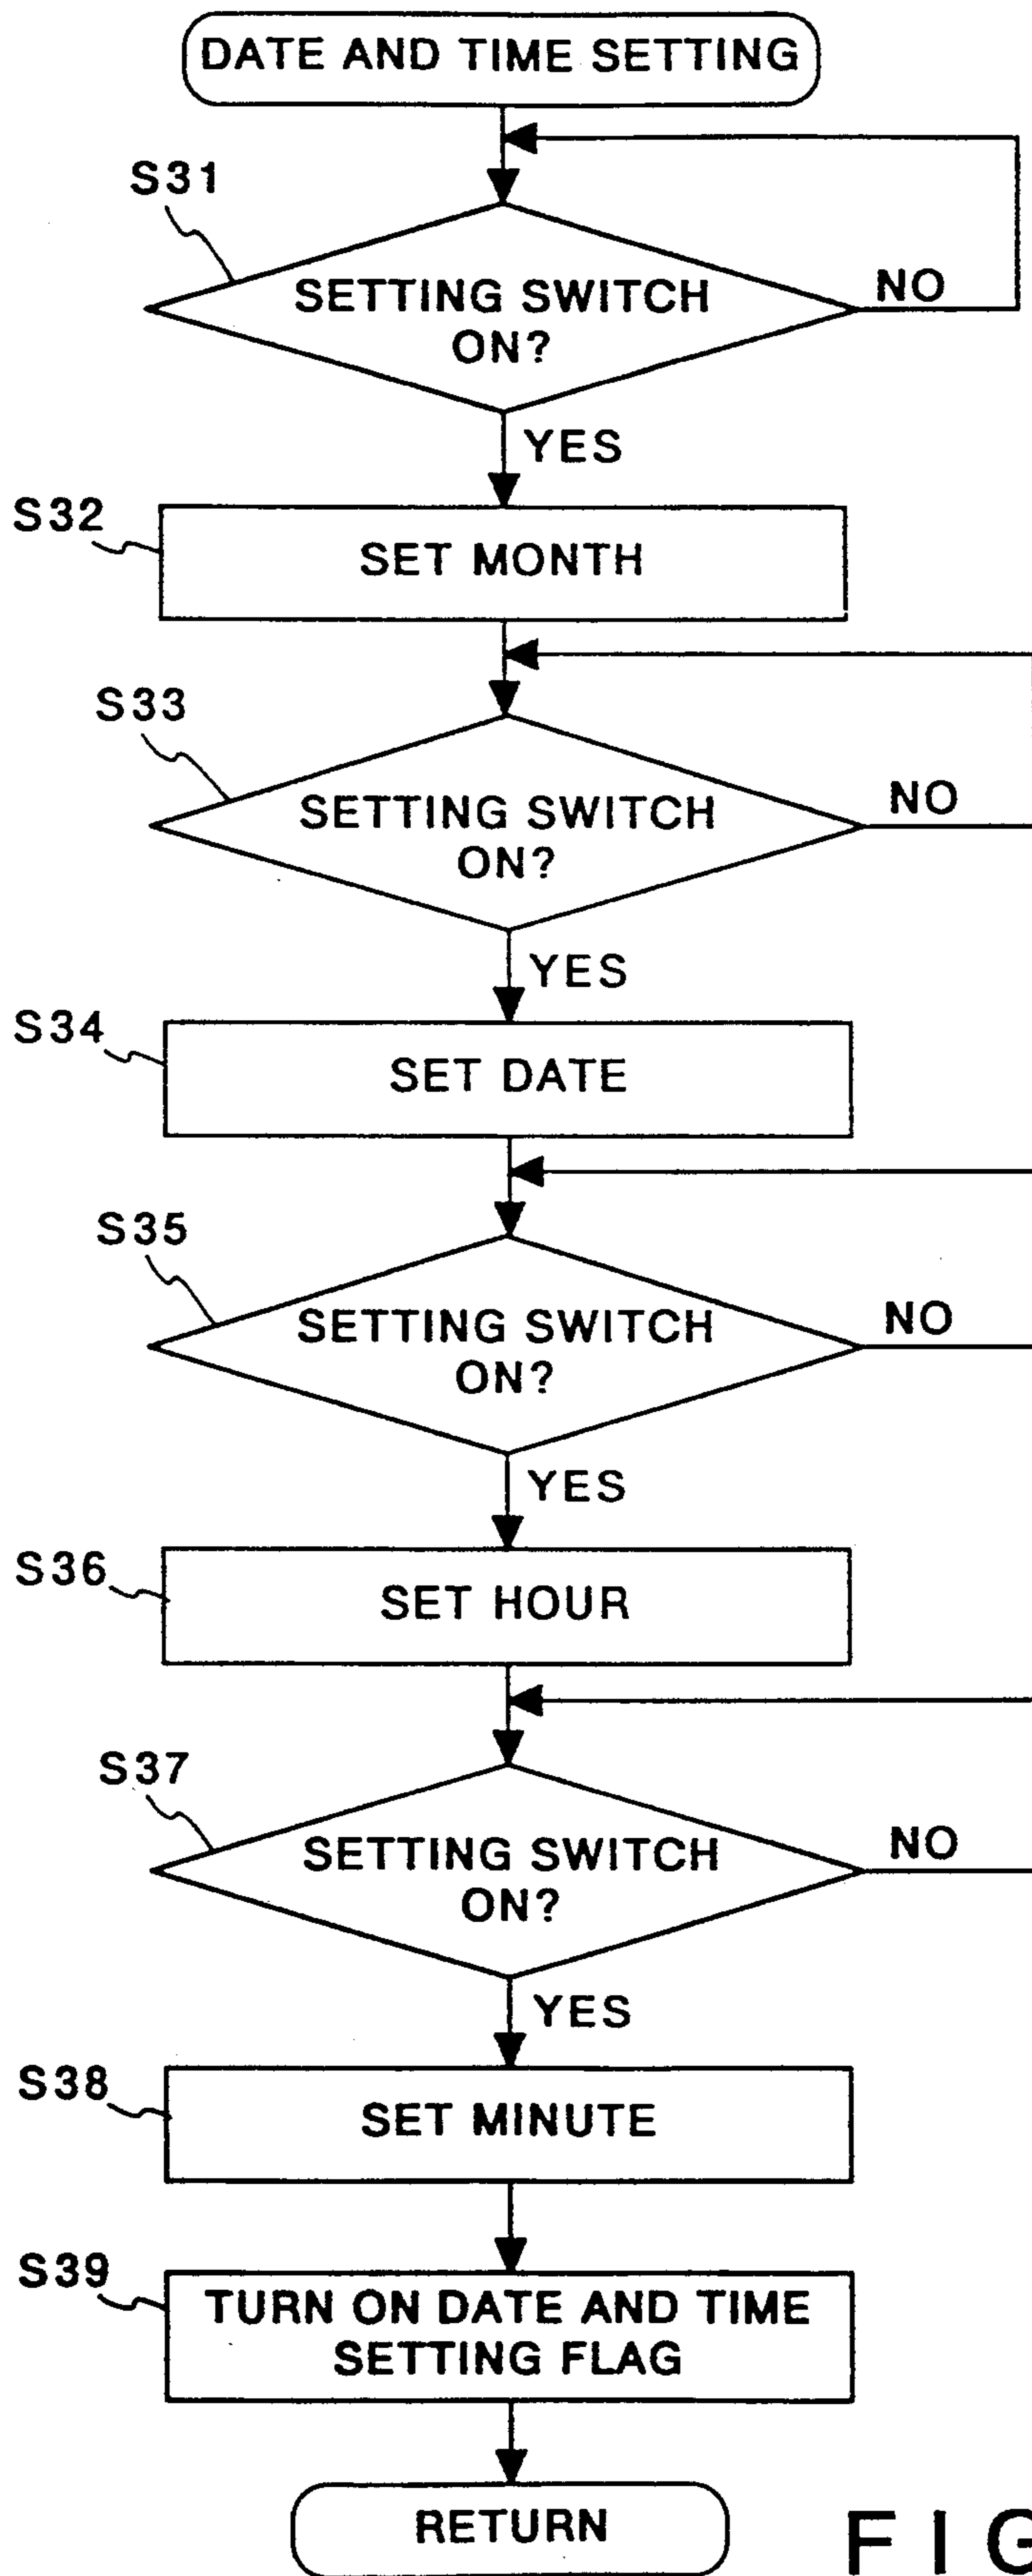 DATE AND TIME SETTING
S31
SETTING SWITCH
ON?
NO
YES
S32
SET MONTH
S33
SETTING SWITCH
ON?
NO
YES
S34
SET DATE
S35
SETTING SWITCH
ON?
NO
YES
S36
SET HOUR
S37
SETTING SWITCH
ON?
NO
YES
S38
SET MINUTE
S39
TURN ON DATE AND TIME
SETTING FLAG
RETURN
FIG